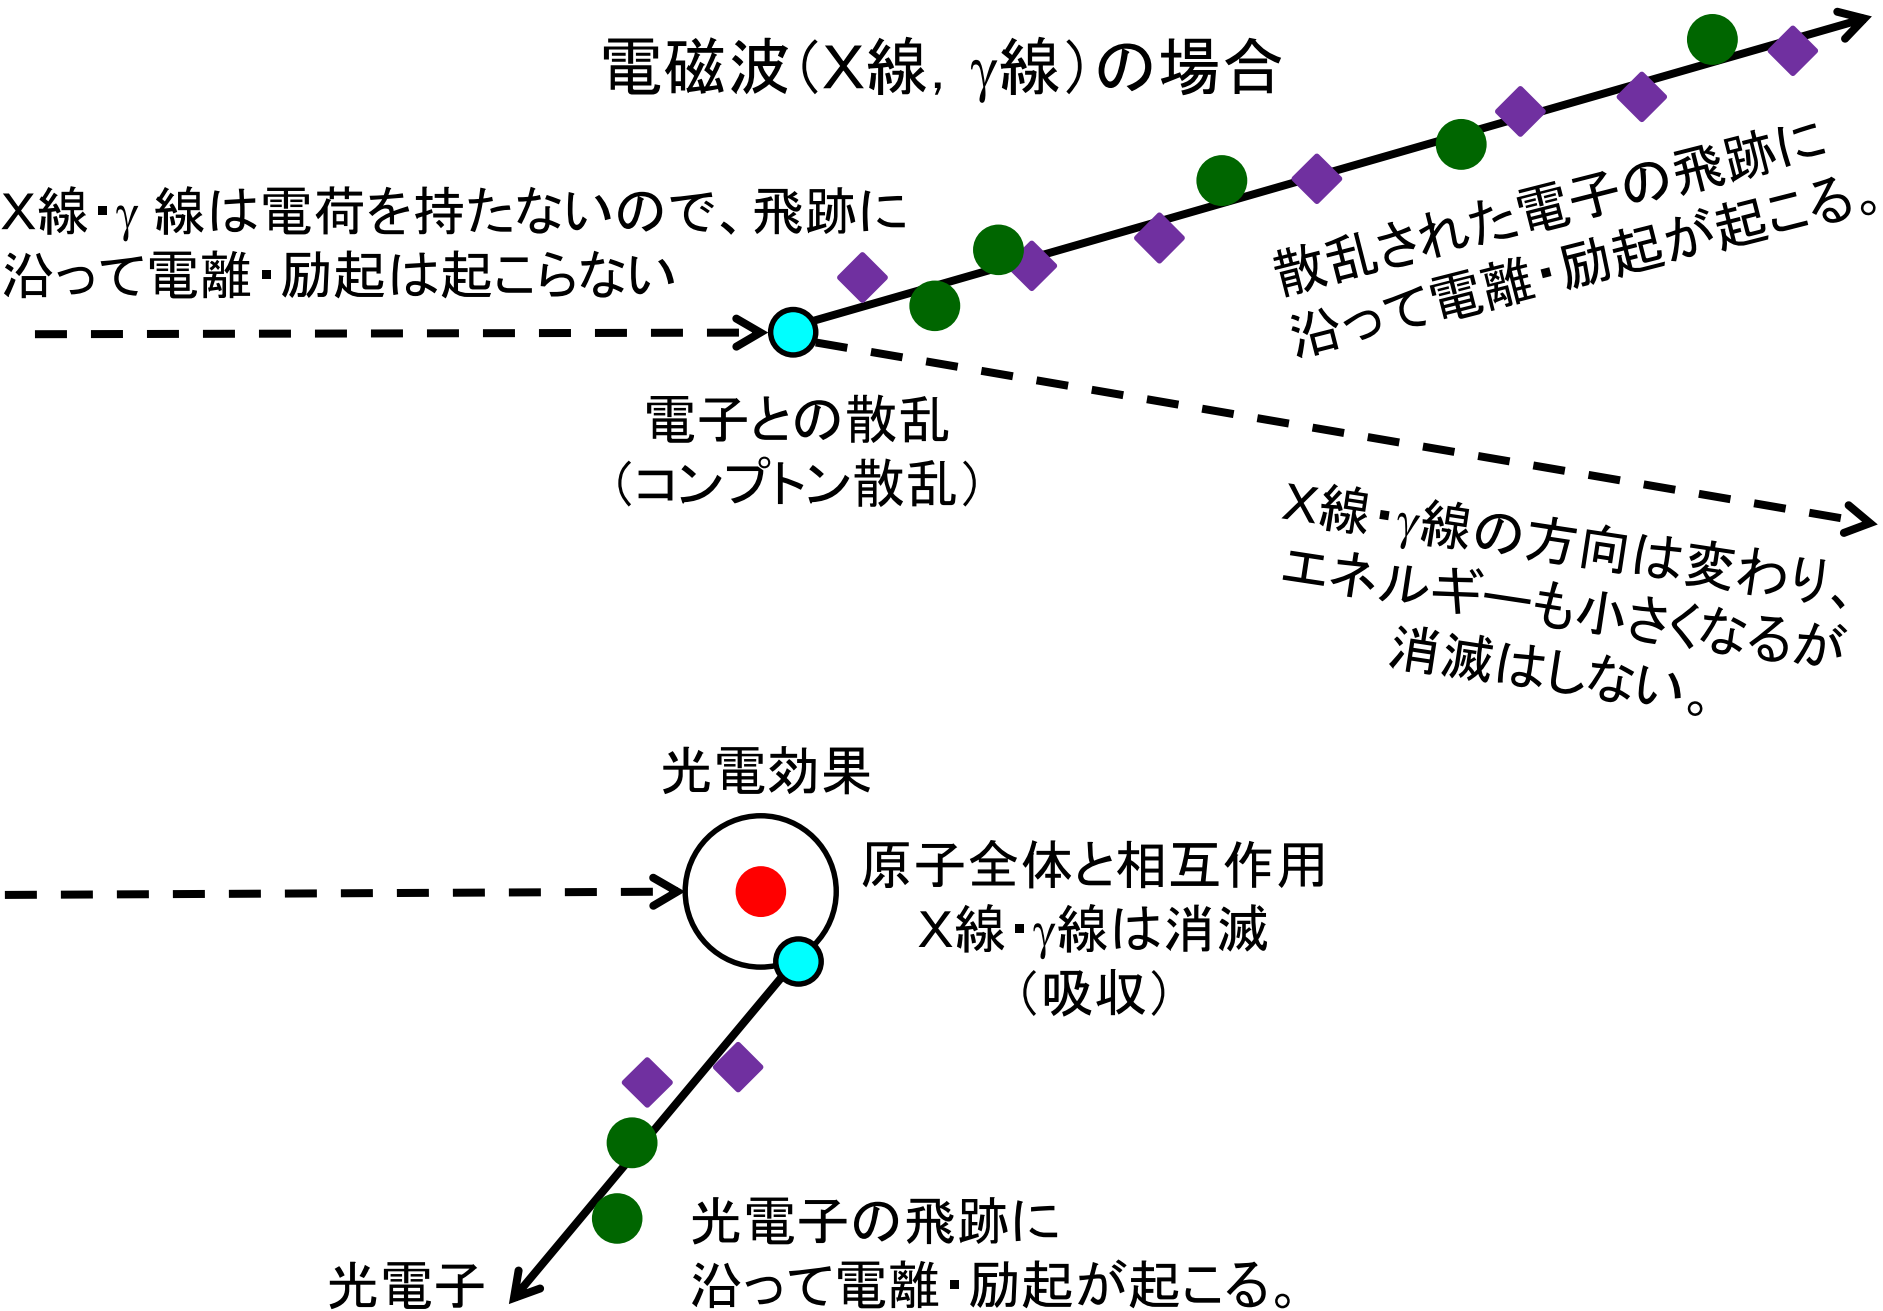 電磁波（X線，γ線）の場合
X線・γ 線は電荷を持たないので、飛跡に
沿って電離・励起は起こらない
散乱された電子の飛跡に
沿って電離・励起が起こる。
電子との散乱
（コンプトン散乱）
X線・γ線の方向は変わり、
エネルギーも小さくなるが
消滅はしない。
光電効果
原子全体と相互作用
X線・γ線は消滅
（吸収）
光電子の飛跡に
沿って電離・励起が起こる。
光電子